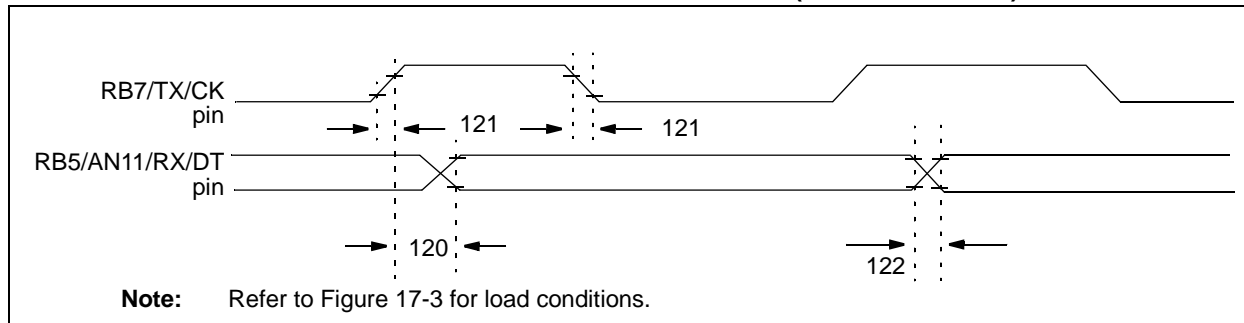 RB7/TX/CK
pin
121
121
RB5/AN11/RX/DT
pin
120
122
Note: Refer to Figure 17-3 for load conditions.